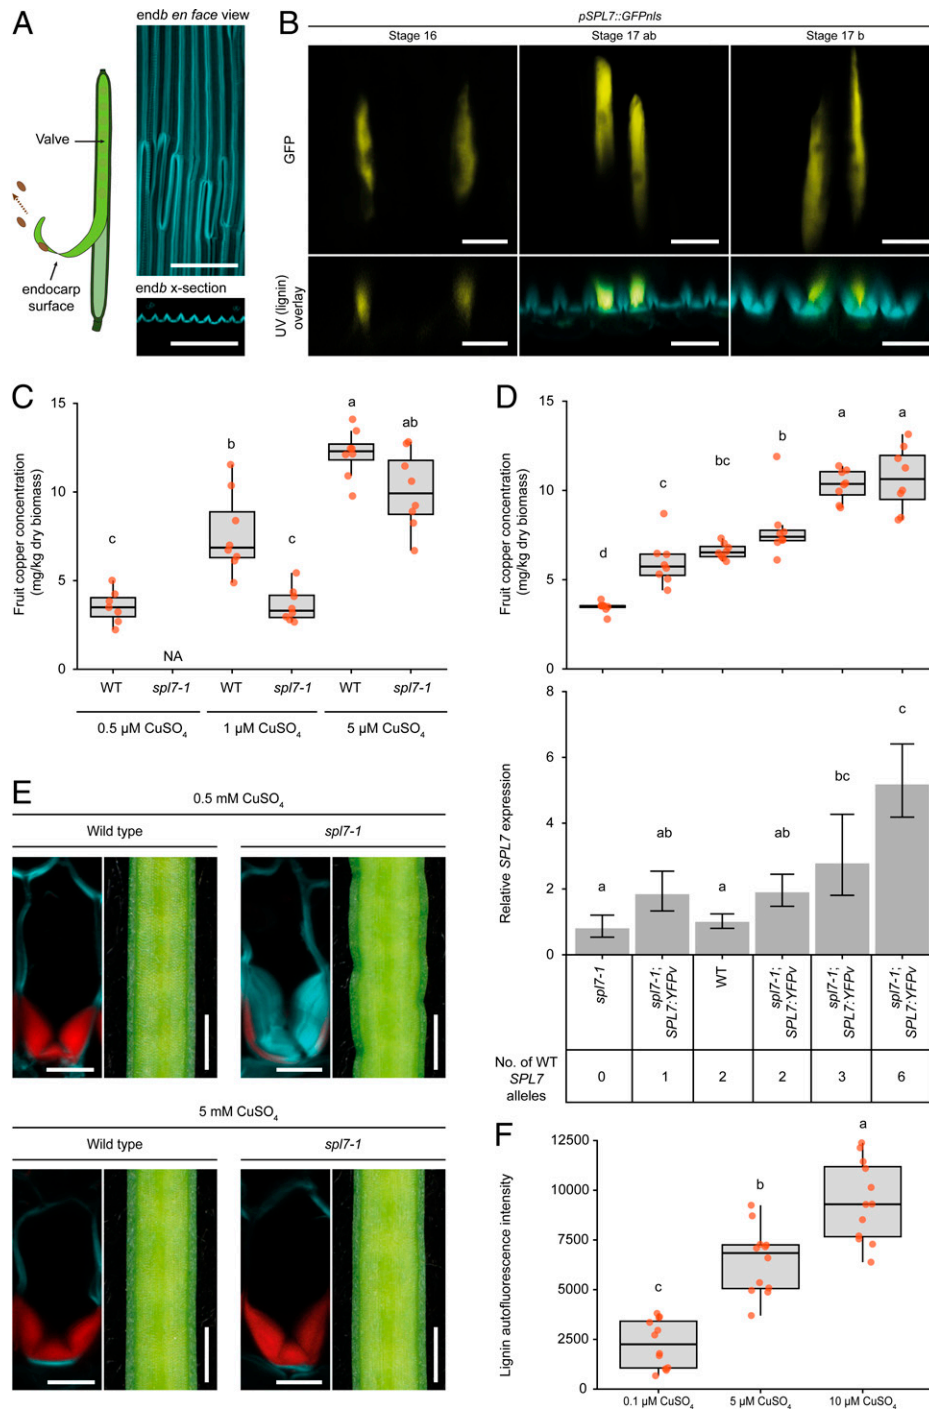 A
endb en face view
Valve
endocarp
surface
endb x-section
B
pSPL7::GFPnls
Stage 16
Stage 17 ab
Stage 17 b
GFP
UV (lignin)
overlay
C
Fruit copper concentration
(mg/kg dry biomass)
15
10
5
0
c
NA
b
c
a
ab
WT
spl7-1
WT
spl7-1
WT
spl7-1
0.5 µM CuSO₄
1 µM CuSO₄
5 µM CuSO₄
D
Fruit copper concentration
(mg/kg dry biomass)
15
10
5
0
d
c
bc
b
a
a
Relative SPL7 expression
8
6
4
2
0
a
ab
a
ab
bc
c
spl7-1
spl7-1;
SPL7:YFPv
WT
spl7-1;
SPL7:YFPv
spl7-1;
SPL7:YFPv
spl7-1;
SPL7:YFPv
No. of WT
SPL7
alleles
0
1
2
2
3
6
E
0.5 mM CuSO₄
Wild type
spl7-1
5 mM CuSO₄
Wild type
spl7-1
F
Lignin autofluorescence intensity
12500
10000
7500
5000
2500
0
c
b
a
0.1 µM CuSO₄
5 µM CuSO₄
10 µM CuSO₄